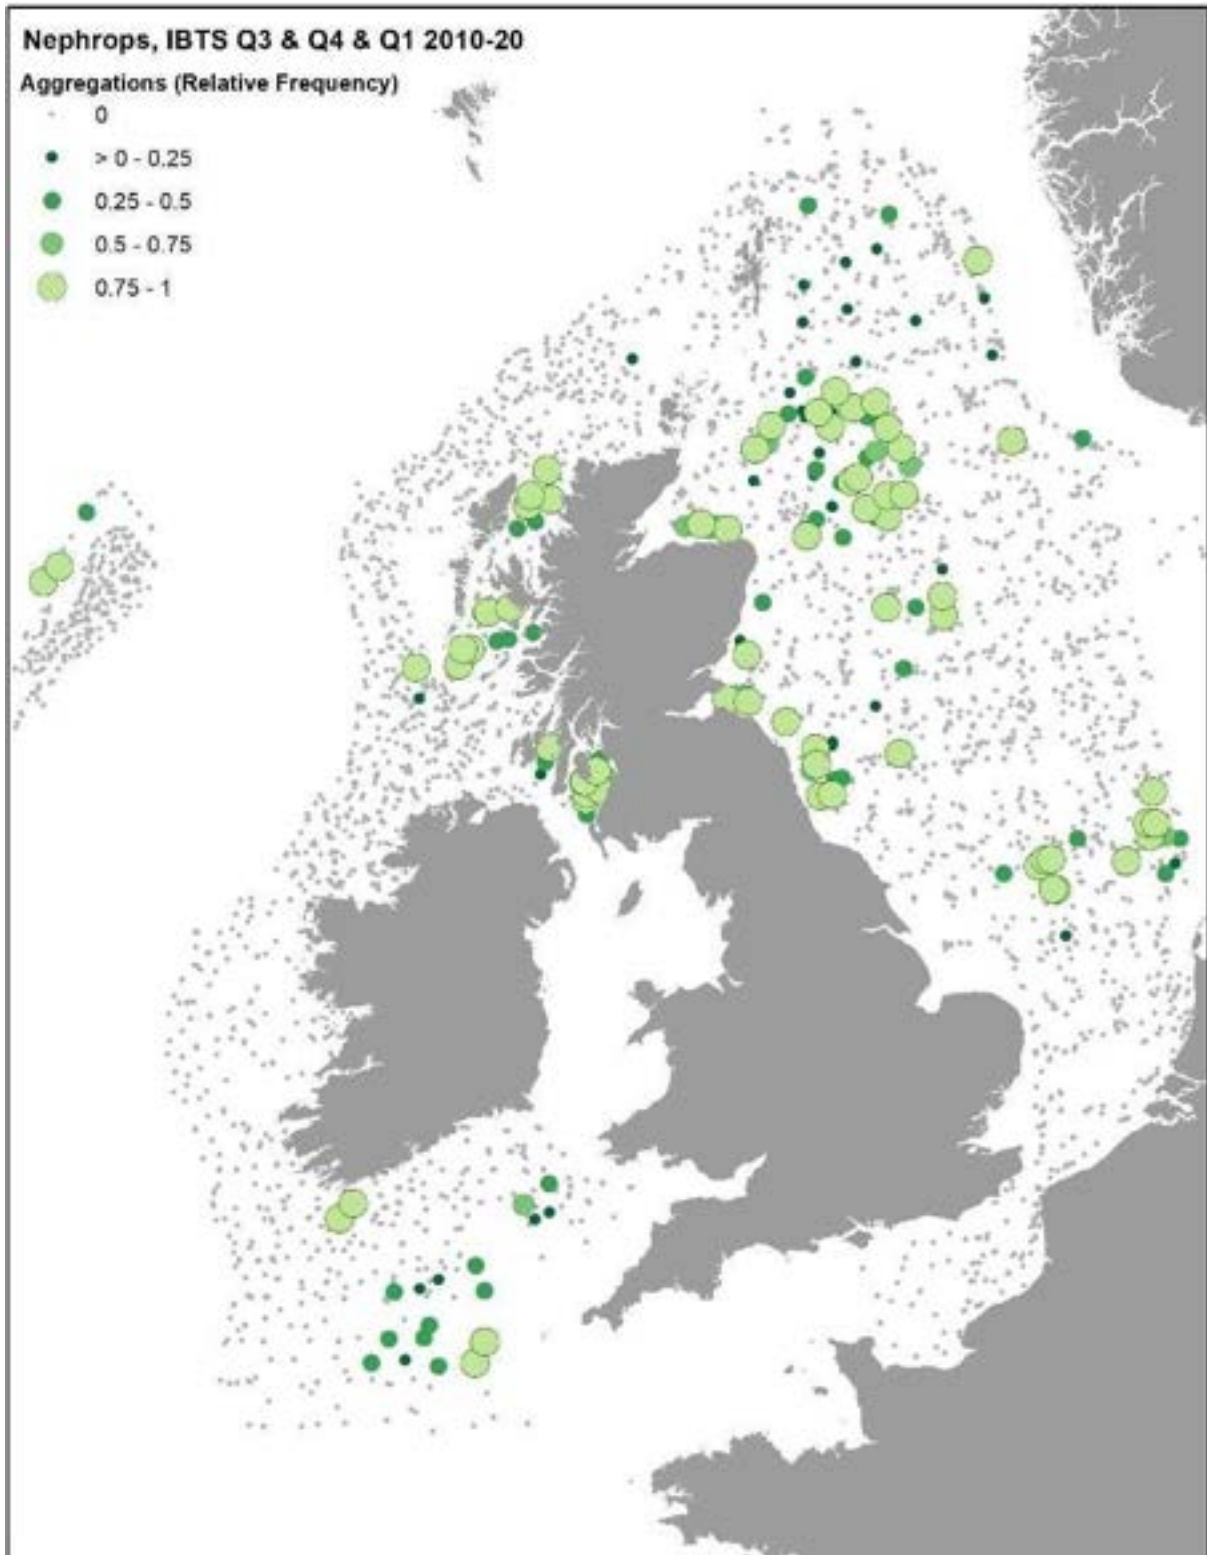 Nephrops, IBTS Q3 & Q4 & Q1 2010-20
Aggregations (Relative Frequency)
0
> 0 - 0.25
0.25 - 0.5
0.5 - 0.75
0.75 - 1